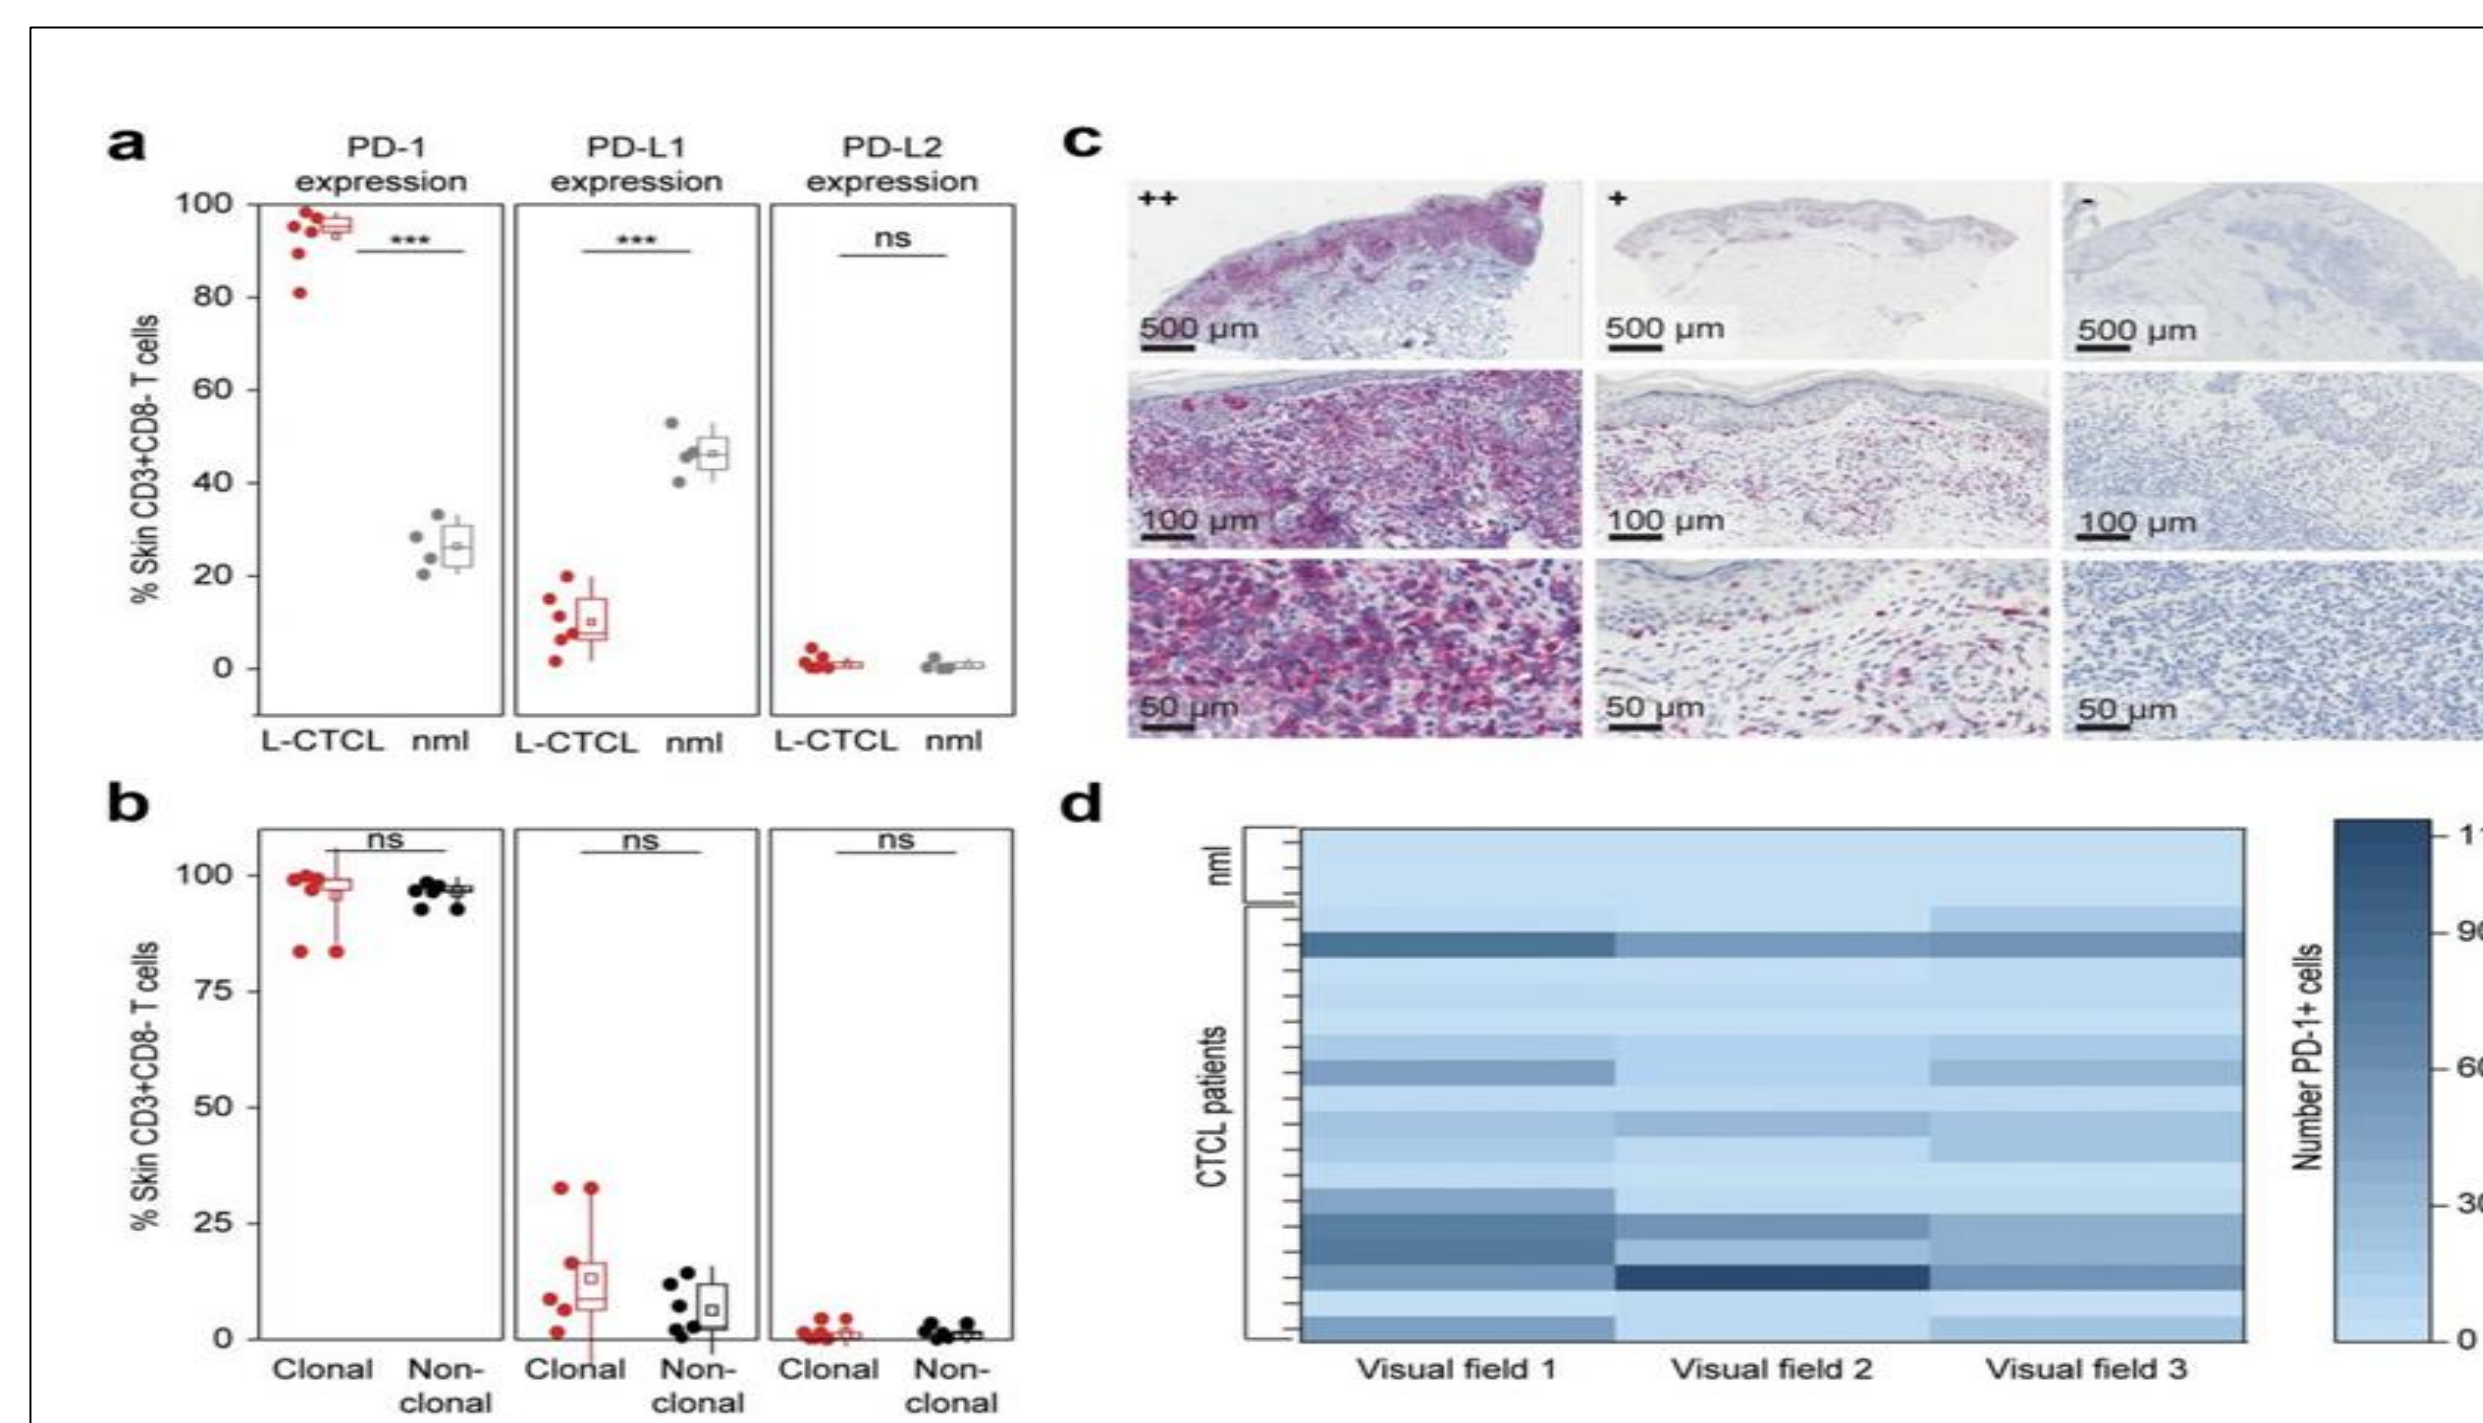 a
PD-1
expression
PD-L1
expression
PD-L2
expression
100
80
60
40
20
0
% Skin CD3+CD8- T cells
***
***
ns
L-CTCL nml
L-CTCL nml
L-CTCL nml
b
ns
ns
ns
100
75
50
25
0
% Skin CD3+CD8- T cells
Clonal
Non-
clonal
Clonal
Non-
clonal
Clonal
Non-
clonal
c
++
+
-
500 µm
500 µm
500 µm
100 µm
100 µm
100 µm
50 µm
50 µm
50 µm
d
nml
CTCL patients
Visual field 1
Visual field 2
Visual field 3
Number PD-1+ cells
90
60
30
0